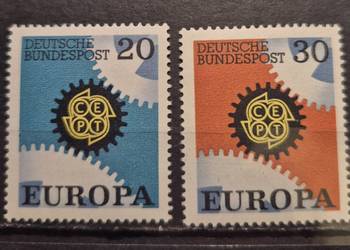 DEUTSCHE
BUNDESPOST
20
CEPT
EUROPA
DEUTSCHE
BUNDESPOST
30
CEPT
EUROPA